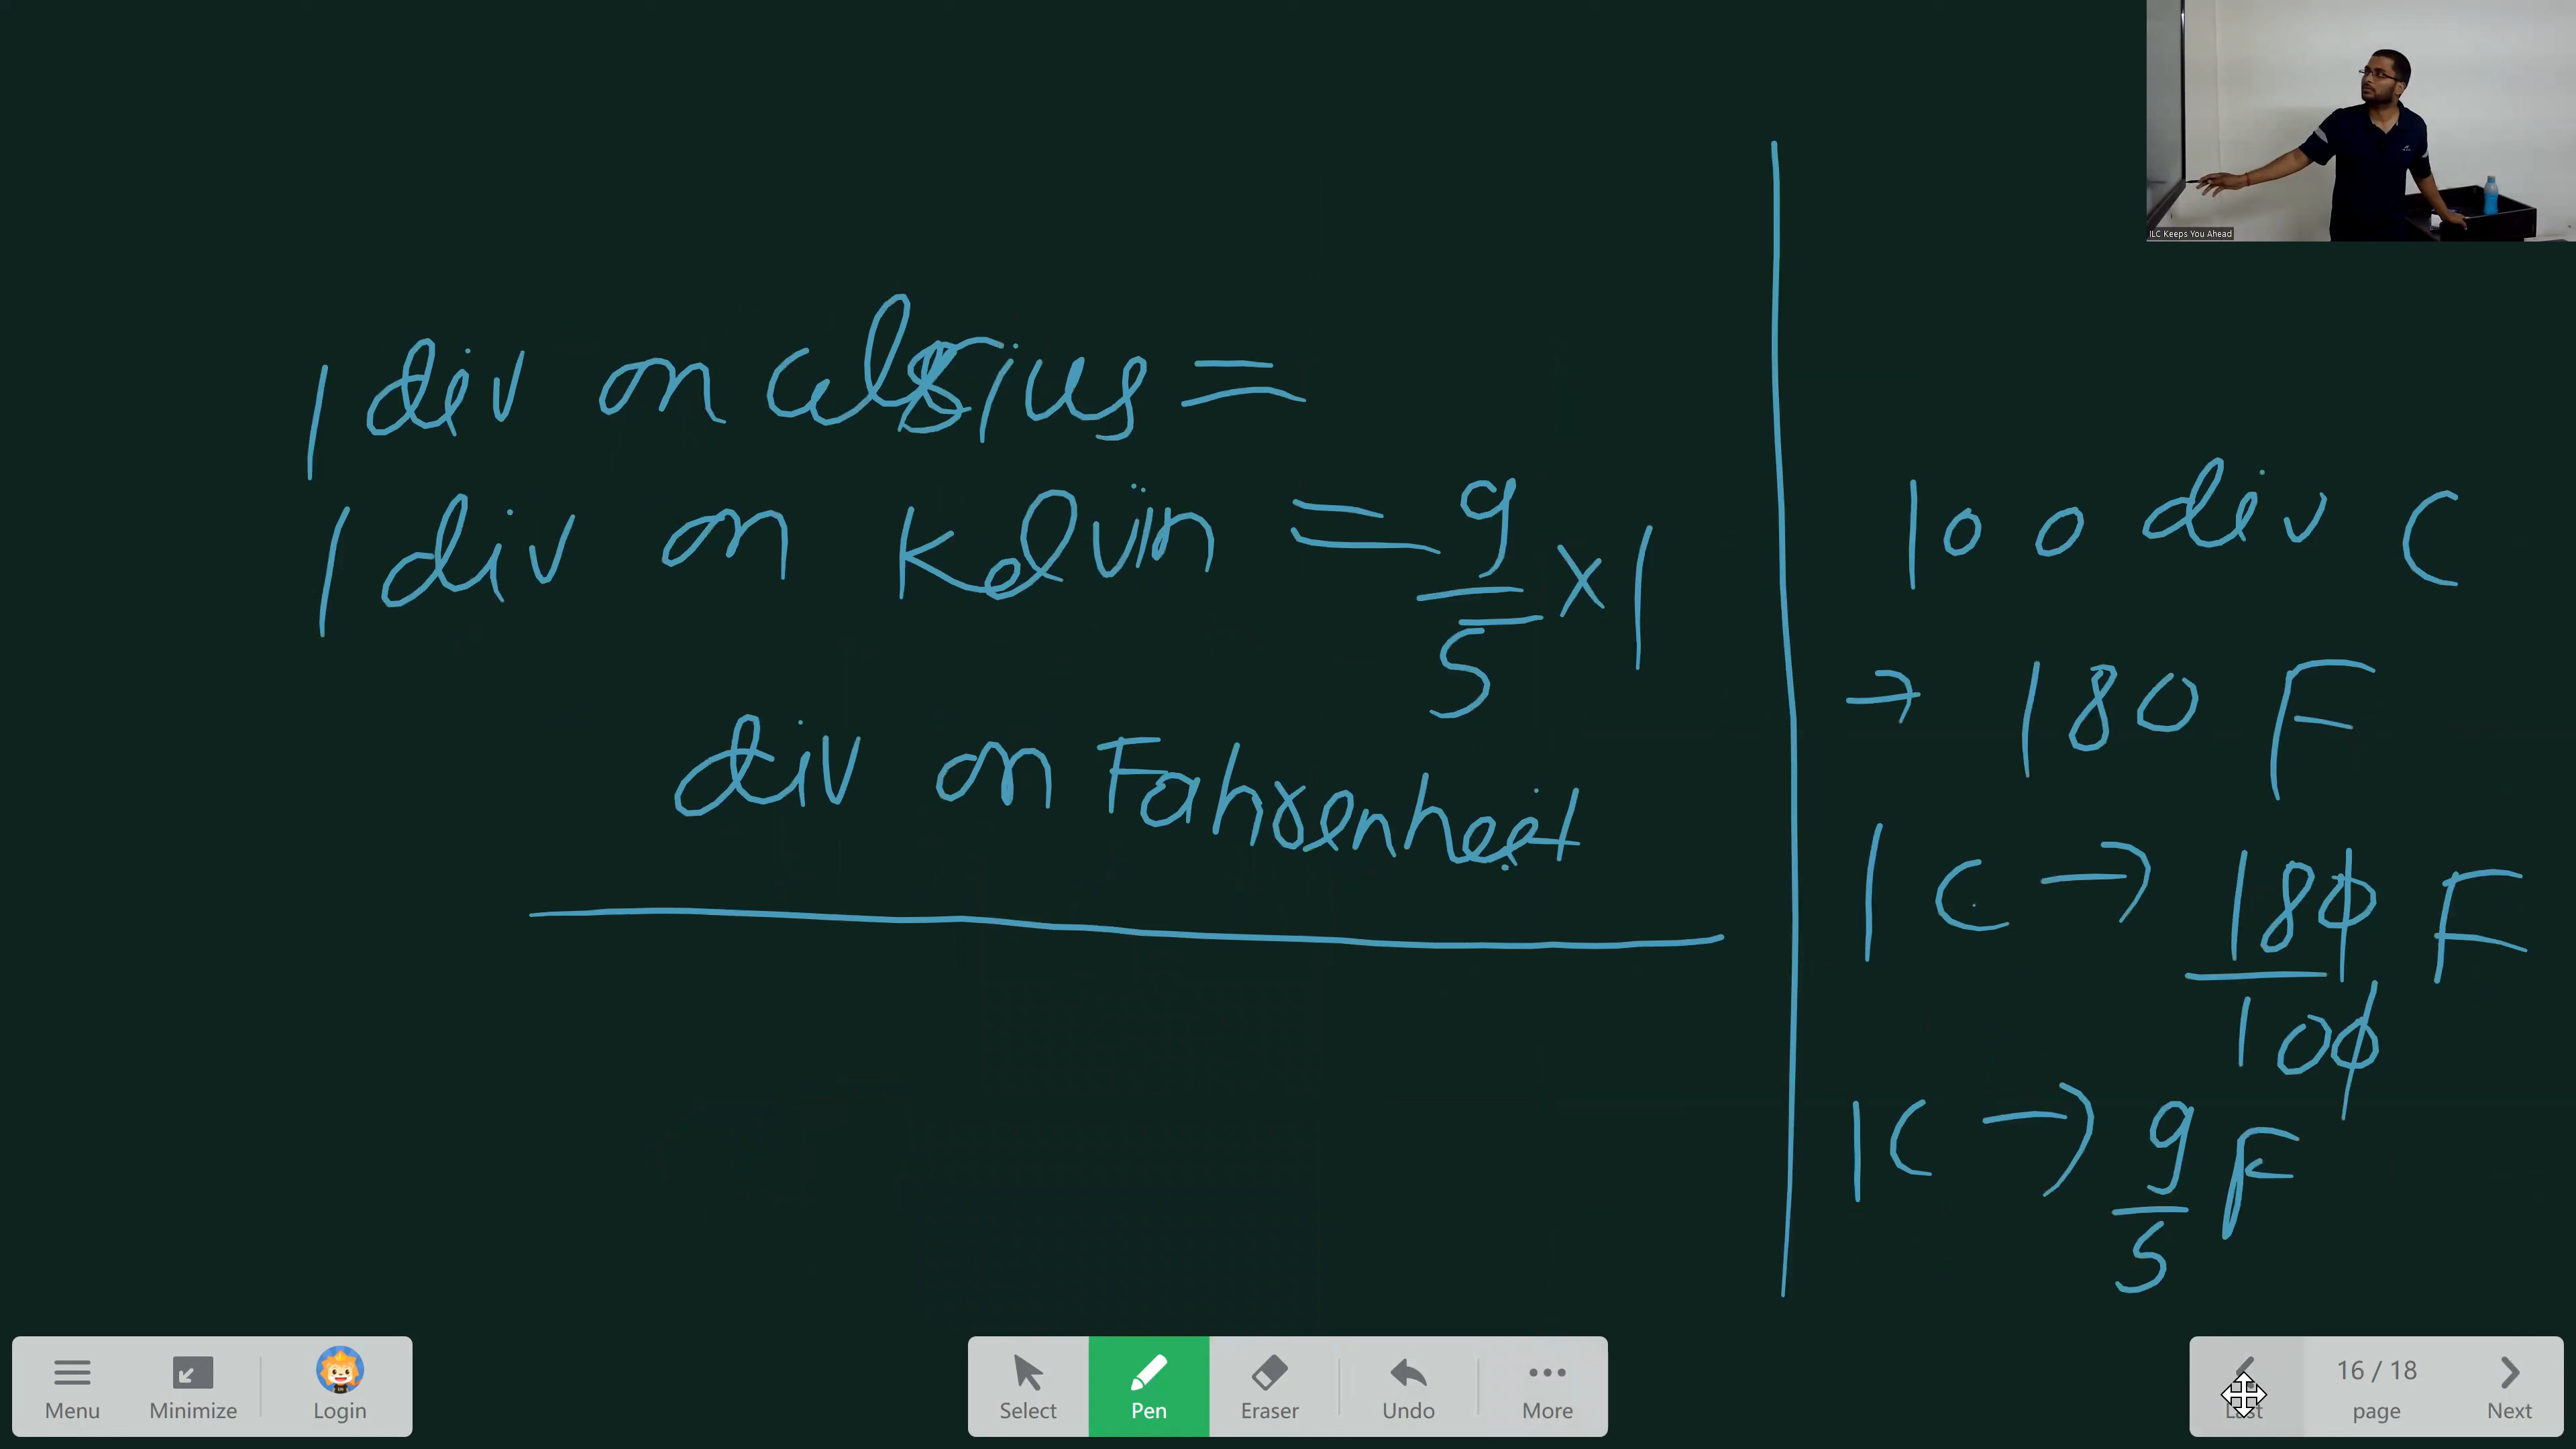 1 div on Celsius =
1 div on Kelvin = 9/5 x 1
div on Fahrenheit
100 div C
→ 180 F
1 C → 180/100 F
1C → 9/5 F
ILC Keeps You Ahead
Menu Minimize Login
Select Pen Eraser Undo More
16 / 18
Last page Next